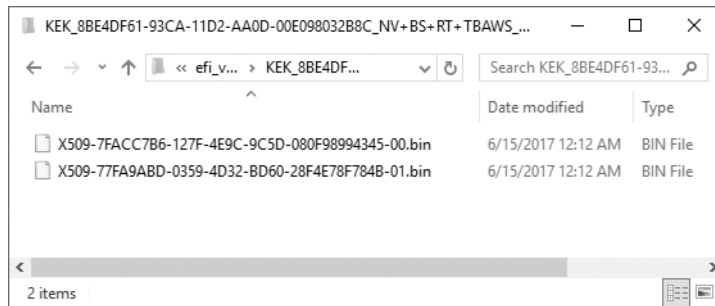 KEK_8BE4DF61-93CA-11D2-AA0D-00E098032B8C_NV+BS+RT+TBAWS_...
« efi_v... > KEK_8BE4DF...
Search KEK_8BE4DF61-93...
Name Date modified Type
X509-7FACC7B6-127F-4E9C-9C5D-080F98994345-00.bin 6/15/2017 12:12 AM BIN File
X509-77FA9ABD-0359-4D32-BD60-28F4E78F784B-01.bin 6/15/2017 12:12 AM BIN File
2 items